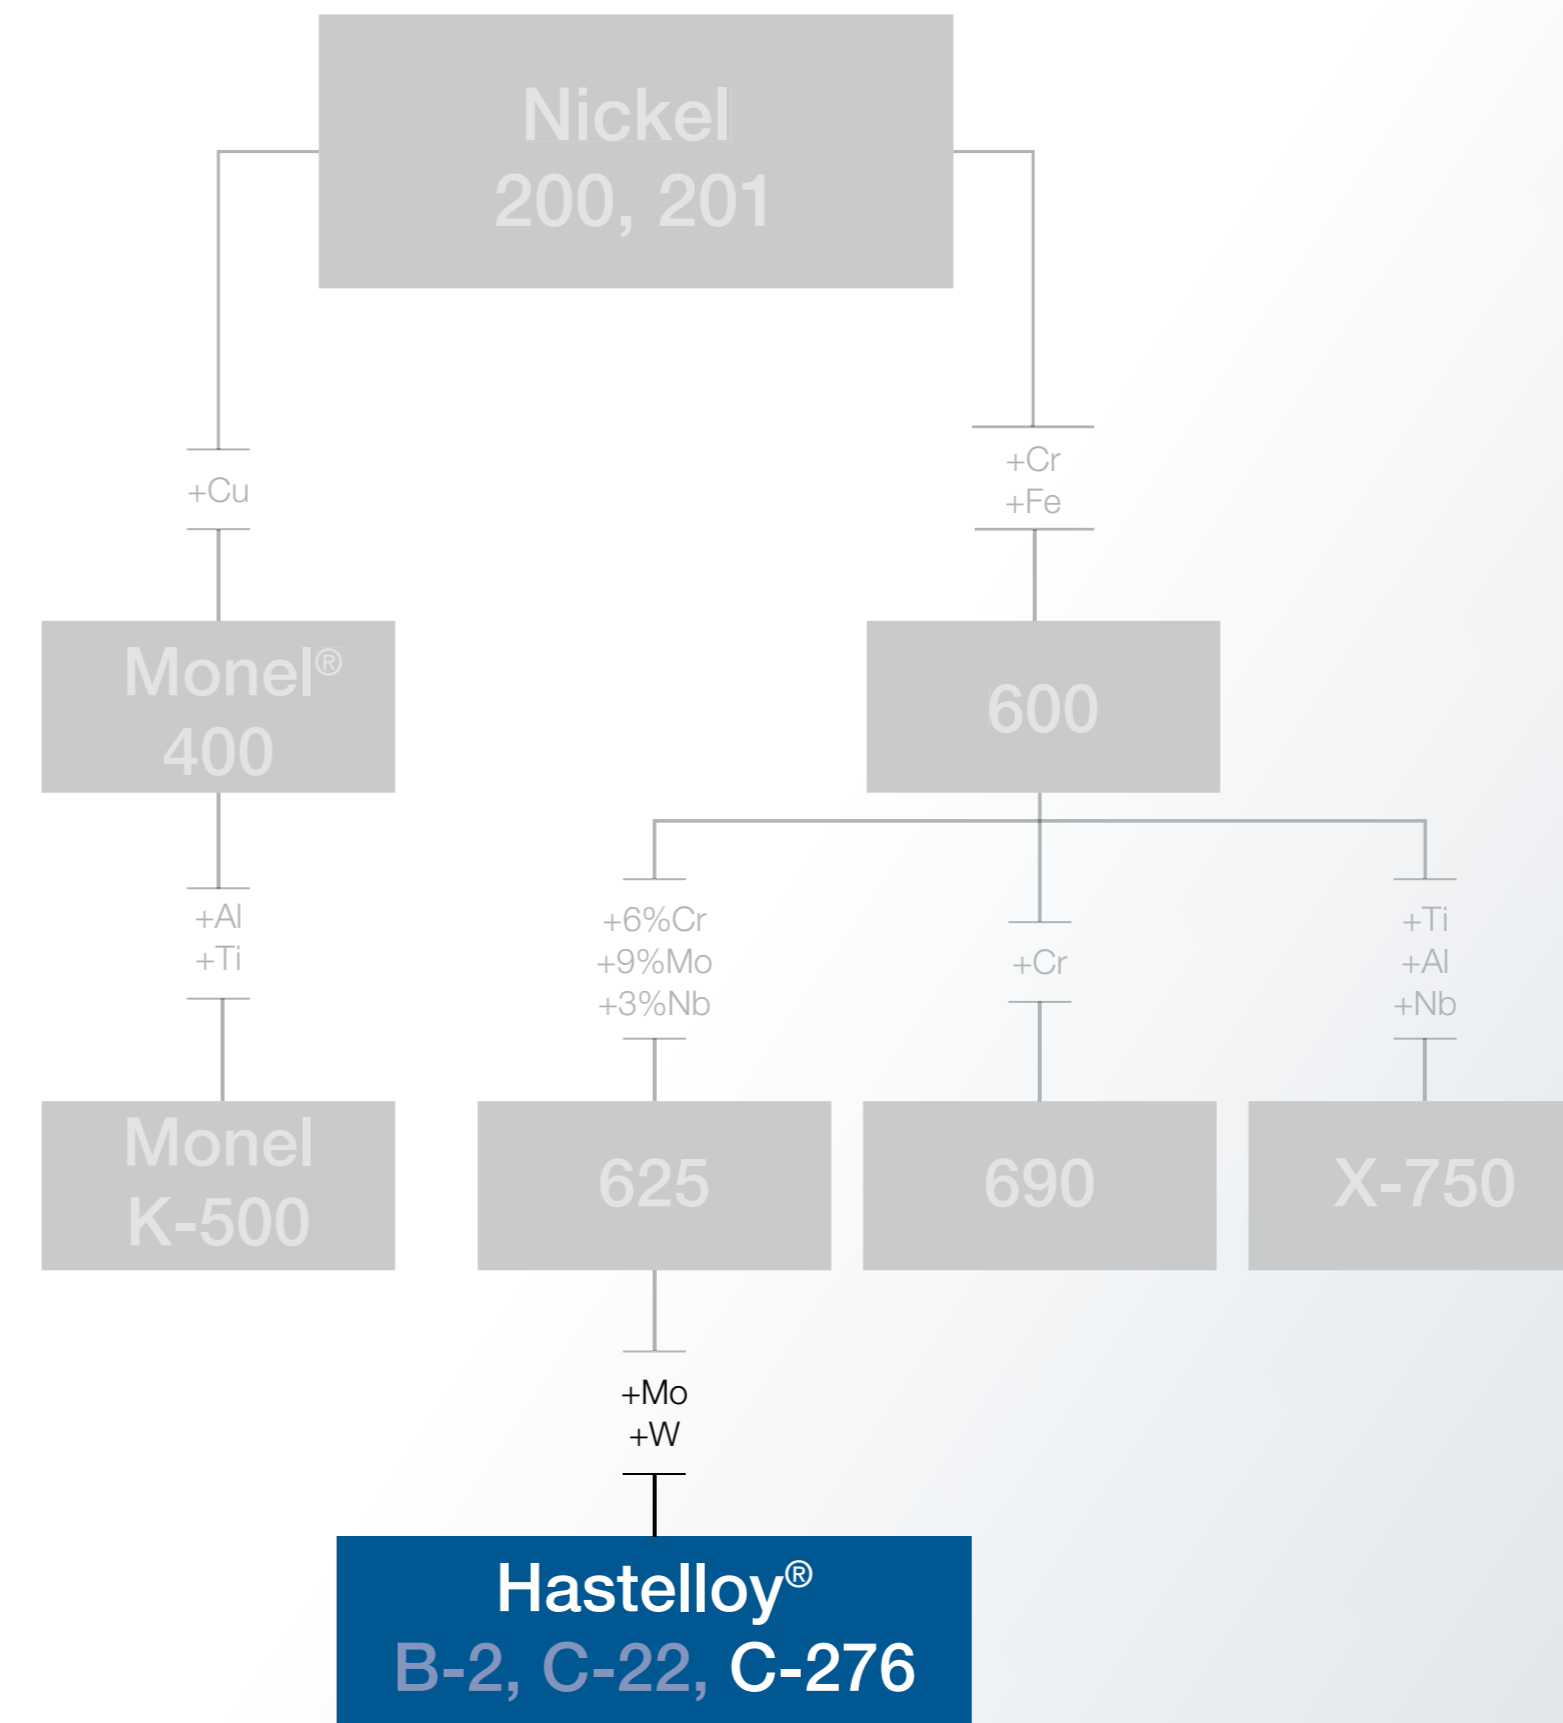 Nickel
200, 201
+Cu
+Cr
+Fe
Monel®
400
600
+Al
+Ti
+6%Cr
+9%Mo
+3%Nb
+Cr
+Ti
+Al
+Nb
Monel
K-500
625
690
X-750
+Mo
+W
Hastelloy®
B-2, C-22, C-276